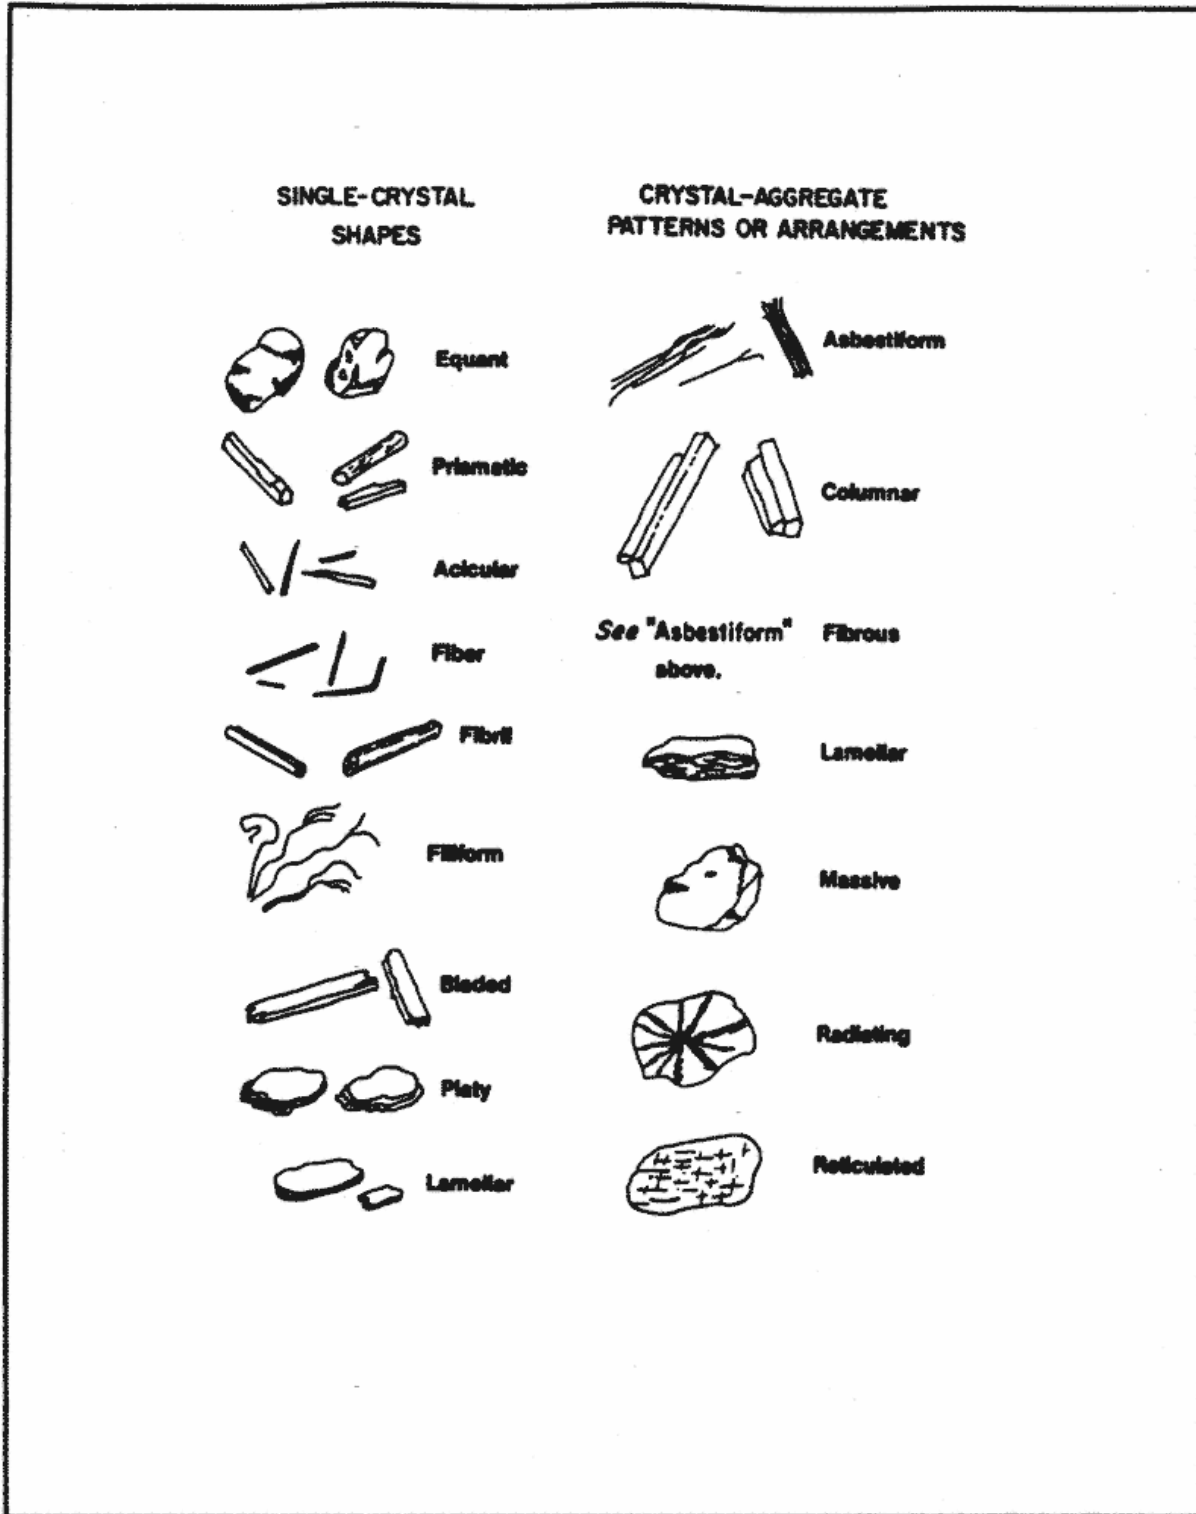 SINGLE-CRYSTAL
SHAPES
Equant
Prismatic
Acicular
Fiber
Fibril
Filiform
Bladed
Platy
Lamellar
CRYSTAL-AGGREGATE
PATTERNS OR ARRANGEMENTS
Asbestiform
Columnar
See "Asbestiform" Fibrous
above.
Lamellar
Massive
Radiating
Reticulated